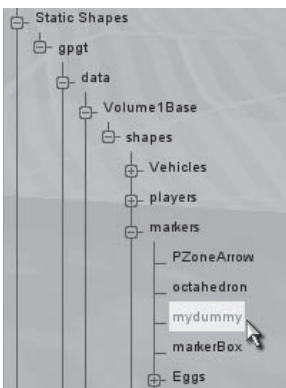 Static Shapes
gpgt
data
Volume1Base
shapes
Vehicles
players
markers
PZoneArrow
octahedron
mydummy
markerBox
Eggs